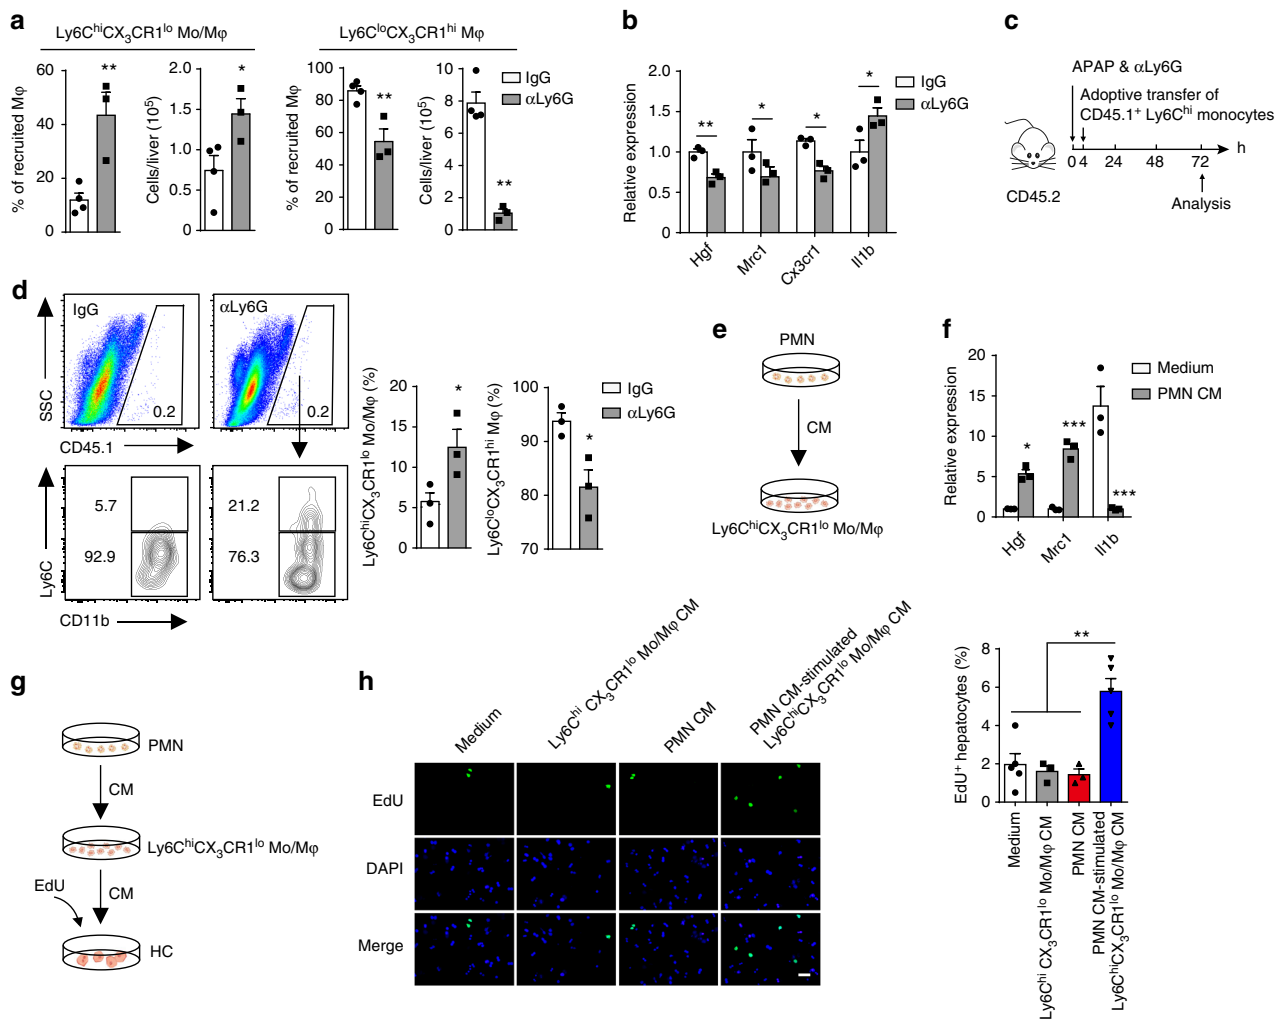 a
Ly6ChiCX3CR1lo Mo/Mφ
Ly6CloCX3CR1hi Mφ
% of recruited Mφ
60
40
20
0
**
Cells/liver (10⁵)
2.0
1.5
1.0
0.5
0
*
% of recruited Mφ
100
80
60
40
20
0
**
Cells/liver (10⁵)
10
8
6
4
2
0
**
IgG
αLy6G
b
Relative expression
2.0
1.5
1.0
0.5
0
**
*
*
*
Hgf
Mrc1
Cx3cr1
Il1b
IgG
αLy6G
c
APAP & αLy6G
Adoptive transfer of
CD45.1⁺ Ly6Chi monocytes
0 4 24 48 72 h
CD45.2
Analysis
d
IgG
αLy6G
SSC
0.2
0.2
CD45.1
5.7
92.9
21.2
76.3
Ly6C
CD11b
Ly6ChiCX3CR1lo Mo/Mφ (%)
20
15
10
5
0
*
Ly6CloCX3CR1hi Mφ (%)
100
90
80
70
*
IgG
αLy6G
e
PMN
CM
Ly6ChiCX3CR1lo Mo/Mφ
f
Relative expression
20
15
10
5
0
*
***
***
Hgf
Mrc1
Il1b
Medium
PMN CM
g
PMN
CM
Ly6ChiCX3CR1lo Mo/Mφ
EdU
CM
HC
h
Medium
Ly6Chi CX3CR1lo Mo/Mφ CM
PMN CM
PMN CM-stimulated
Ly6ChiCX3CR1lo Mo/Mφ CM
EdU
DAPI
Merge
EdU⁺ hepatocytes (%)
8
6
4
2
0
**
Medium
Ly6Chi CX3CR1lo Mo/Mφ CM
PMN CM
PMN CM-stimulated
Ly6ChiCX3CR1lo Mo/Mφ CM